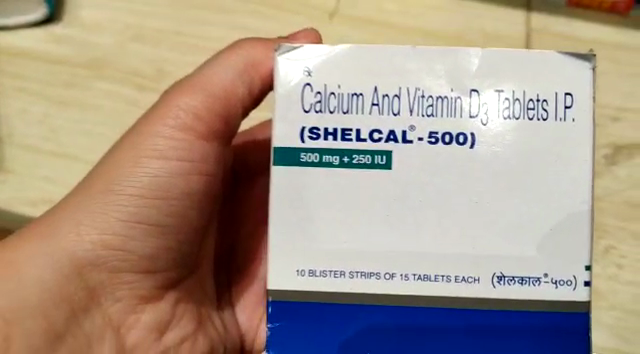 Calcium And Vitamin D3 Tablets I.P.
(SHELCAL®-500)
500 mg + 250 IU
10 BLISTER STRIPS OF 15 TABLETS EACH (शेलकाल®-५००)